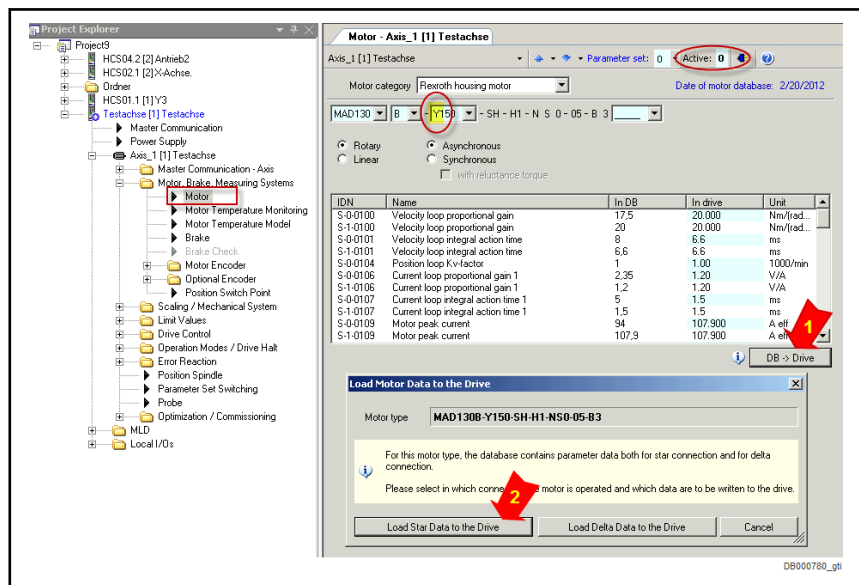 Project Explorer
Project9
HCS04.2 [2] Antrieb2
HCS02.1 [2] X-Achse.
Ordner
HCS01.1 [1] Y3
Testachse [1] Testachse
Master Communication
Power Supply
Axis_1 [1] Testachse
Master Communication - Axis
Motor, Brake, Measuring Systems
Motor
Motor Temperature Monitoring
Motor Temperature Model
Brake
Brake Check
Motor Encoder
Optional Encoder
Position Switch Point
Scaling / Mechanical System
Limit Values
Drive Control
Operation Modes / Drive Halt
Error Reaction
Position Spindle
Parameter Set Switching
Probe
Optimization / Commissioning
MLD
Local I/Os
Motor - Axis_1 [1] Testachse
Axis_1 [1] Testachse Parameter set: 0 Active: 0
Motor category Rexroth housing motor Date of motor database: 2/20/2012
MAD130 B - Y150 - SH - H1 - N S 0 - 05 - B 3
Rotary Asynchronous
Linear Synchronous
with reluctance torque
IDN Name In DB In drive Unit
S-0-0100 Velocity loop proportional gain 17,5 20.000 Nm/(rad...
S-1-0100 Velocity loop proportional gain 20 20.000 Nm/(rad...
S-0-0101 Velocity loop integral action time 8 6.6 ms
S-1-0101 Velocity loop integral action time 6,6 6.6 ms
S-0-0104 Position loop Kv-factor 1 1.00 1000/min
S-0-0106 Current loop proportional gain 1 2,35 1.20 V/A
S-1-0106 Current loop proportional gain 1 1,2 1.20 V/A
S-0-0107 Current loop integral action time 1 5 1.5 ms
S-1-0107 Current loop integral action time 1 1,5 1.5 ms
S-0-0109 Motor peak current 94 107.900 A eff
S-1-0109 Motor peak current 107,9 107.900 A eff
1
DB -> Drive
Load Motor Data to the Drive
Motor type MAD130B-Y150-SH-H1-NS0-05-B3
For this motor type, the database contains parameter data both for star connection and for delta
connection.
Please select in which conne motor is operated and which data are to be written to the drive.
2
Load Star Data to the Drive Load Delta Data to the Drive Cancel
DB000780_gti